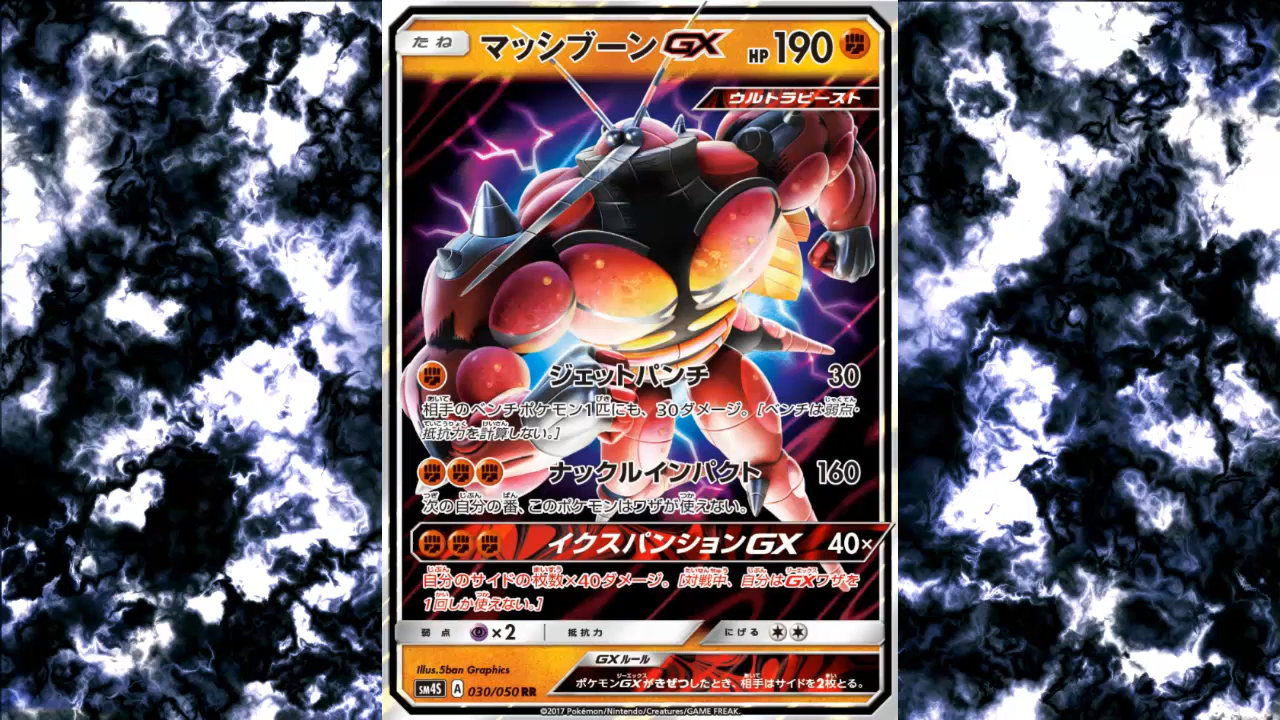 たね マッシブーンGX HP190
ウルトラビースト
ジェットパンチ 30
相手のベンチポケモン1匹にも、30ダメージ。[ベンチは弱点・
抵抗力を計算しない。]
ナックルインパクト 160
次の自分の番、このポケモンはワザが使えない。
イクスパンションGX 40×
自分のサイドの枚数×40ダメージ。[対戦中、自分はGXワザを
1回しか使えない。]
弱点 ×2 抵抗力 にげる
Illus.5ban Graphics
GXルール
ポケモンGXがきぜつしたとき、相手はサイドを2枚とる。
SM4S A 030/050 RR
©2017 Pokémon/Nintendo/Creatures/GAME FREAK.